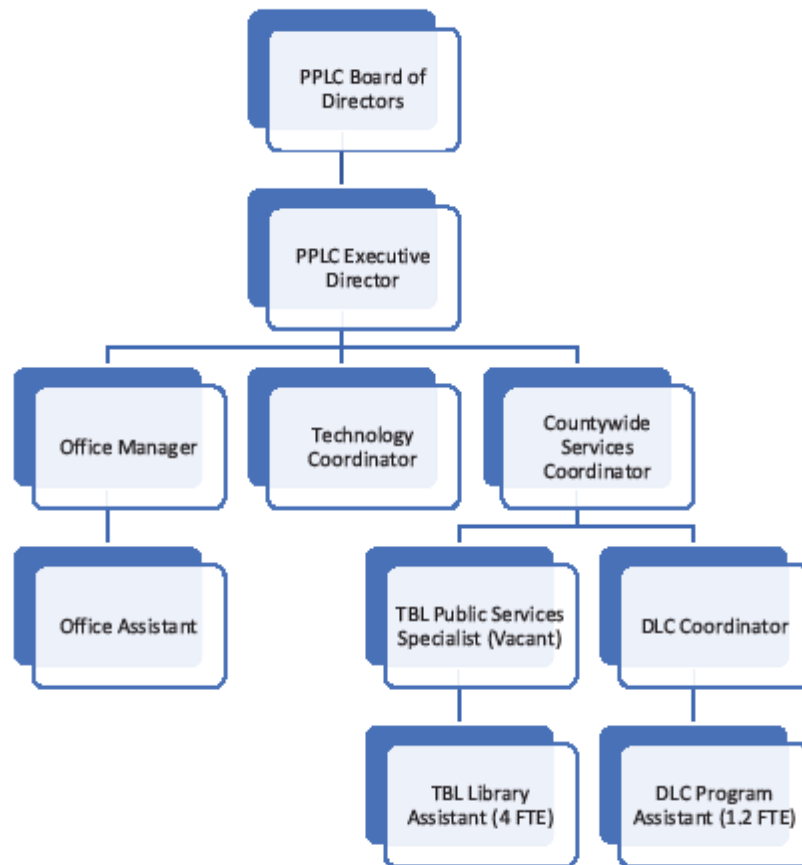 PPLC Board of
Directors
PPLC Executive
Director
Office Manager
Technology
Coordinator
Countywide
Services
Coordinator
Office Assistant
TBL Public Services
Specialist (Vacant)
DLC Coordinator
TBL Library
Assistant (4 FTE)
DLC Program
Assistant (1.2 FTE)